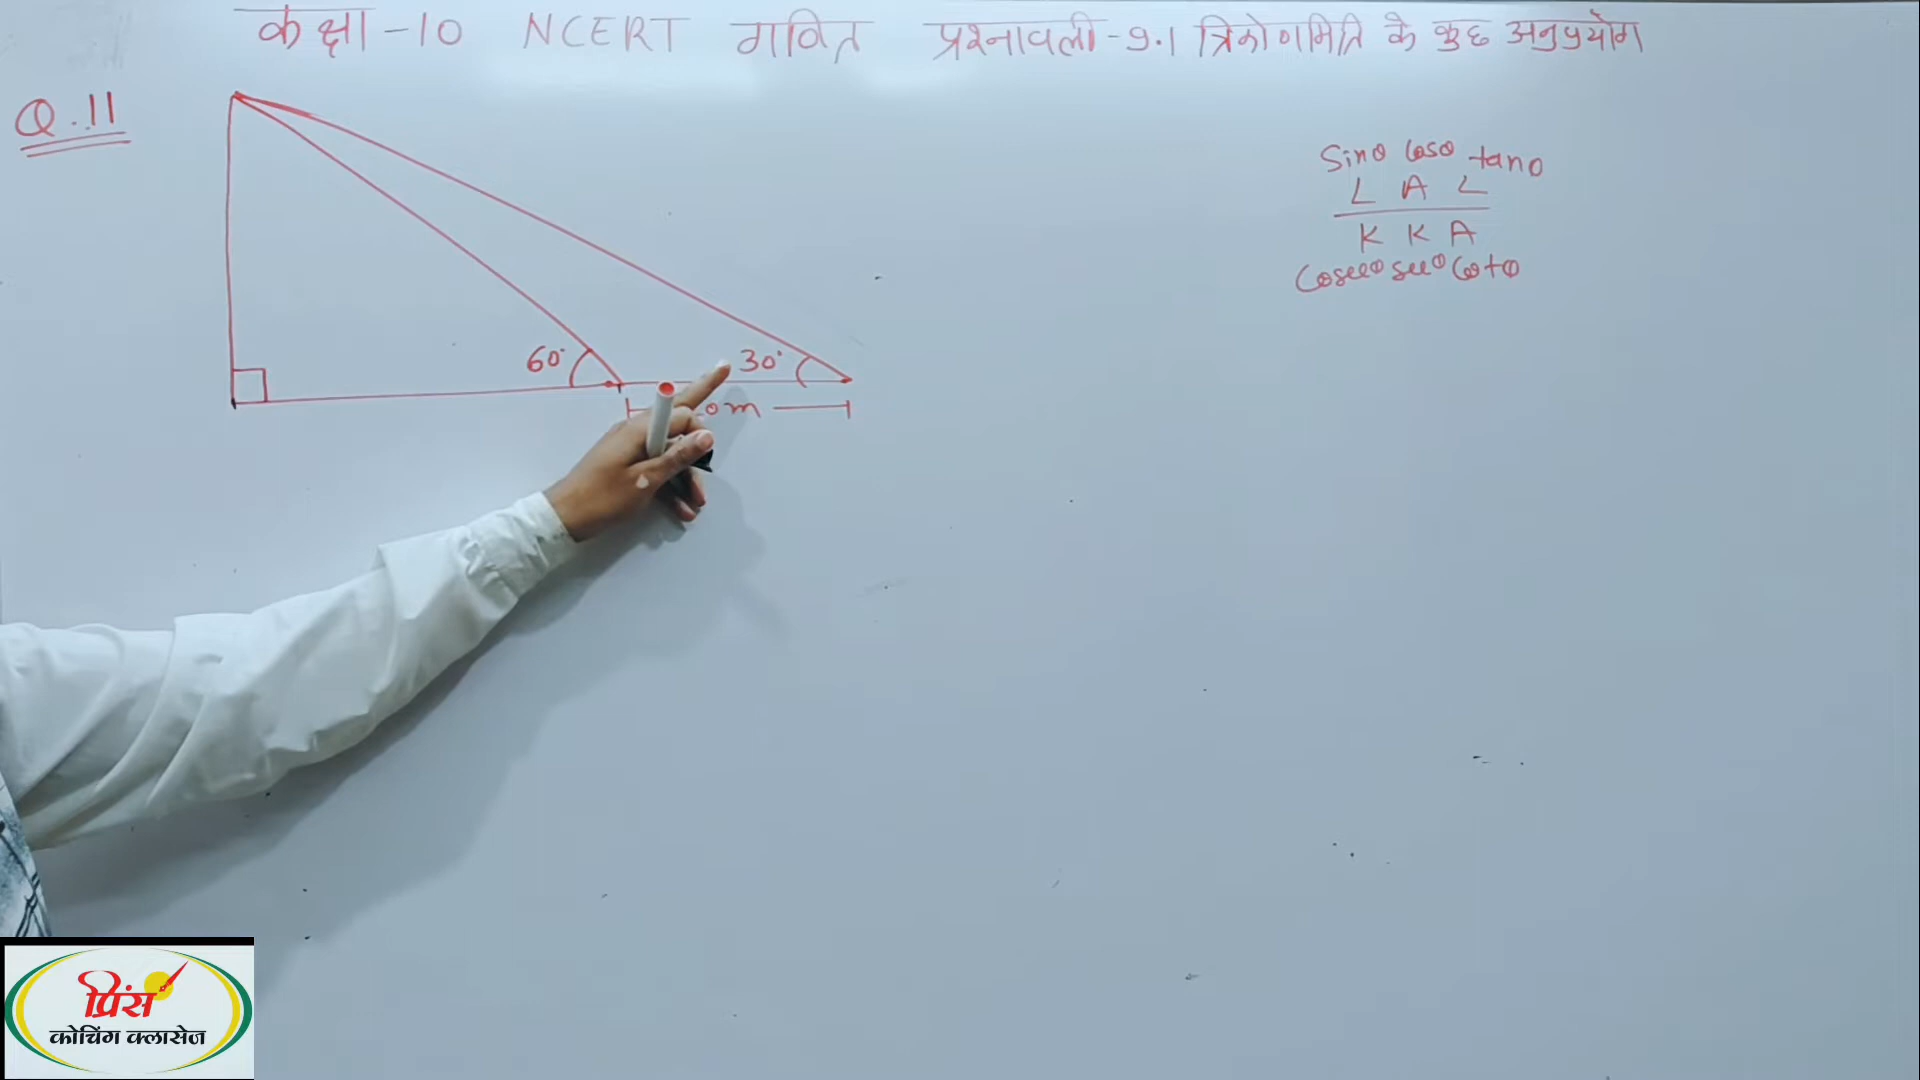 कक्षा -10 NCERT गणित प्रश्नावली-9.1 त्रिकोणमिति के कुछ अनुप्रयोग
Q.11
Sinθ Cosθ tanθ
L A L
K K A
Cosecθ secθ Cotθ
60°
30°
0m
प्रिंस
कोचिंग क्लासेज